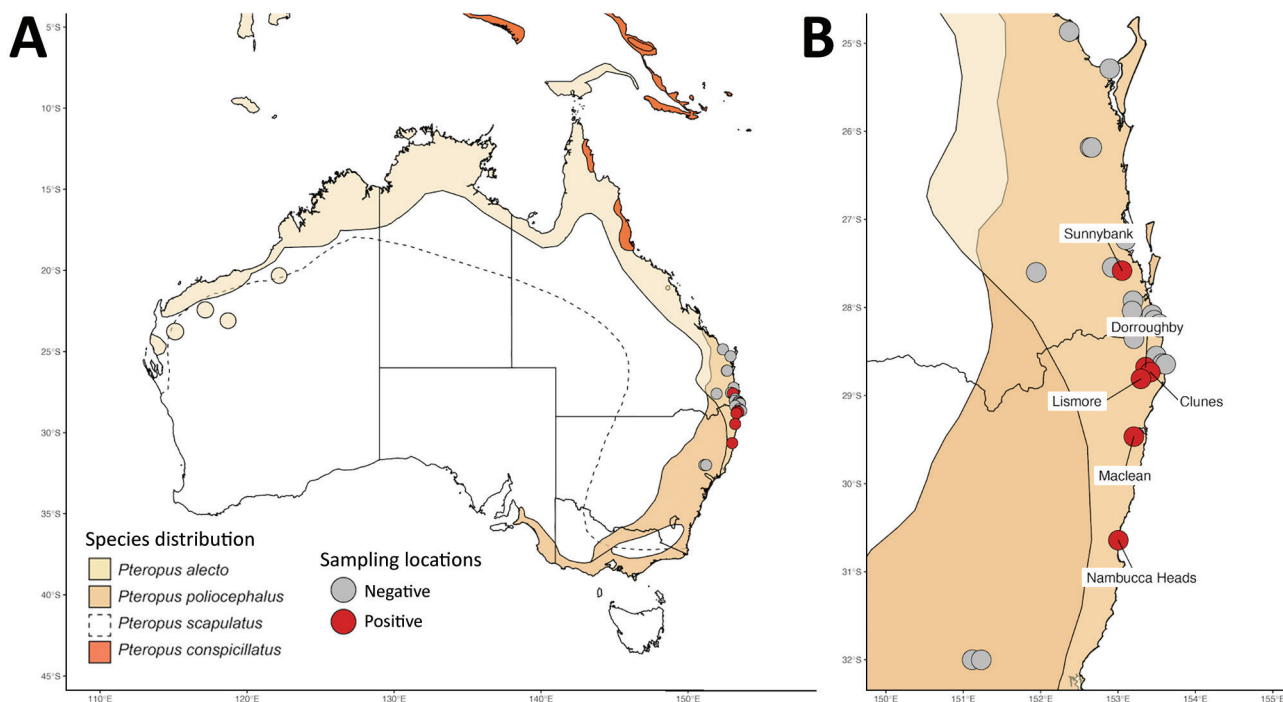 A
5°S
10°S
15°S
20°S
25°S
30°S
35°S
40°S
45°S
110°E
120°E
130°E
140°E
150°E
Species distribution
Pteropus alecto
Pteropus poliocephalus
Pteropus scapulatus
Pteropus conspicillatus
Sampling locations
Negative
Positive
B
25°S
26°S
27°S
28°S
29°S
30°S
31°S
32°S
Sunnybank
Dorroughby
Lismore
Clunes
Maclean
Nambucca Heads
150°E
151°E
152°E
153°E
154°E
155°E